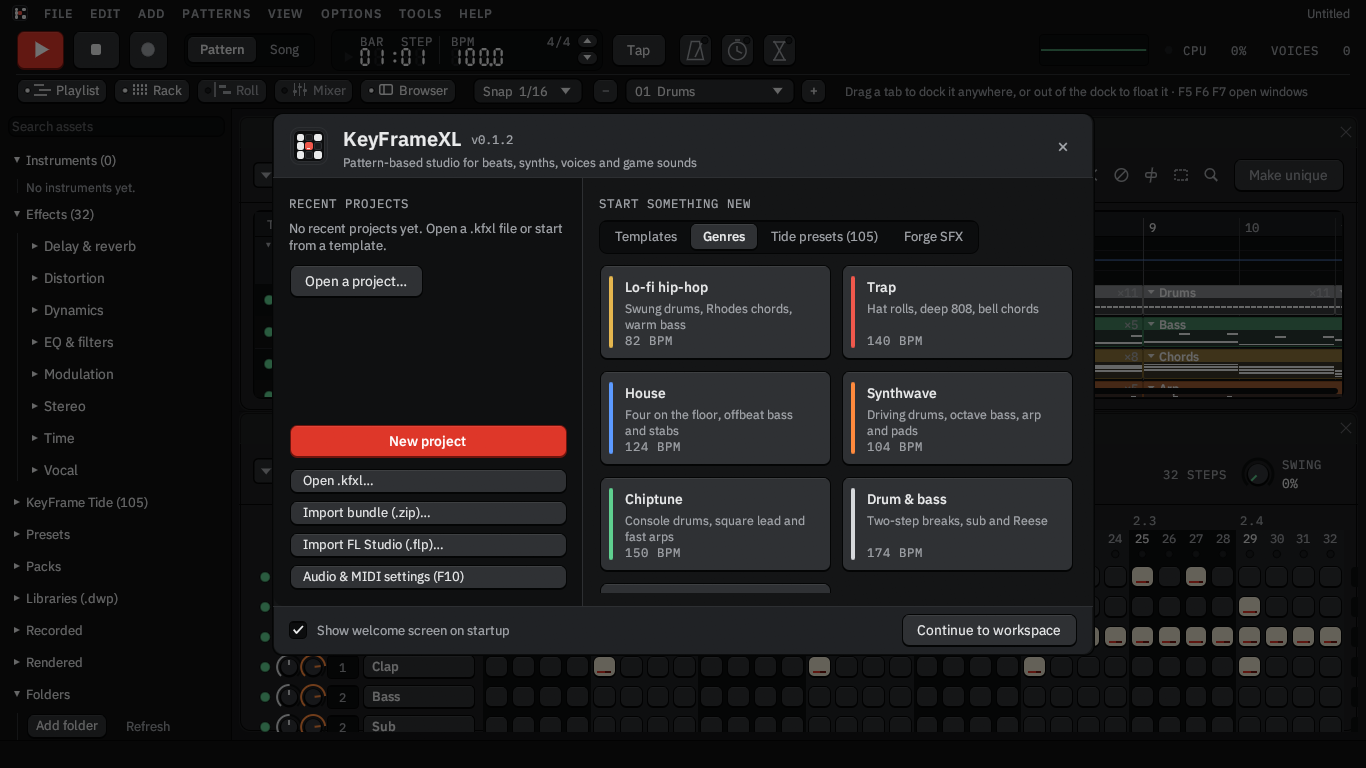 FILE EDIT ADD PATTERNS VIEW OPTIONS TOOLS HELP
Untitled
Pattern Song
BAR STEP BPM 4/4
01:01 100.0
Tap
CPU 0% VOICES 0
Playlist Rack Roll Mixer Browser
Snap 1/16
01 Drums
Drag a tab to dock it anywhere, or out of the dock to float it · F5 F6 F7 open windows
Search assets
Instruments (0)
No instruments yet.
Effects (32)
Delay & reverb
Distortion
Dynamics
EQ & filters
Modulation
Stereo
Time
Vocal
KeyFrame Tide (105)
Presets
Packs
Libraries (.dwp)
Recorded
Rendered
Folders
Add folder Refresh
KeyFrameXL v0.1.2
Pattern-based studio for beats, synths, voices and game sounds
RECENT PROJECTS
No recent projects yet. Open a .kfxl file or start
from a template.
Open a project...
New project
Open .kfxl...
Import bundle (.zip)...
Import FL Studio (.flp)...
Audio & MIDI settings (F10)
START SOMETHING NEW
Templates Genres Tide presets (105) Forge SFX
Lo-fi hip-hop
Swung drums, Rhodes chords,
warm bass
82 BPM
Trap
Hat rolls, deep 808, bell chords
140 BPM
House
Four on the floor, offbeat bass
and stabs
124 BPM
Synthwave
Driving drums, octave bass, arp
and pads
104 BPM
Chiptune
Console drums, square lead and
fast arps
150 BPM
Drum & bass
Two-step breaks, sub and Reese
174 BPM
Show welcome screen on startup
Continue to workspace
Make unique
9 10
×11 Drums ×11
×5 Bass
×8 Chords
32 STEPS
SWING
0%
2.3 2.4
24 25 26 27 28 29 30 31 32
1 Clap
2 Bass
2 Sub